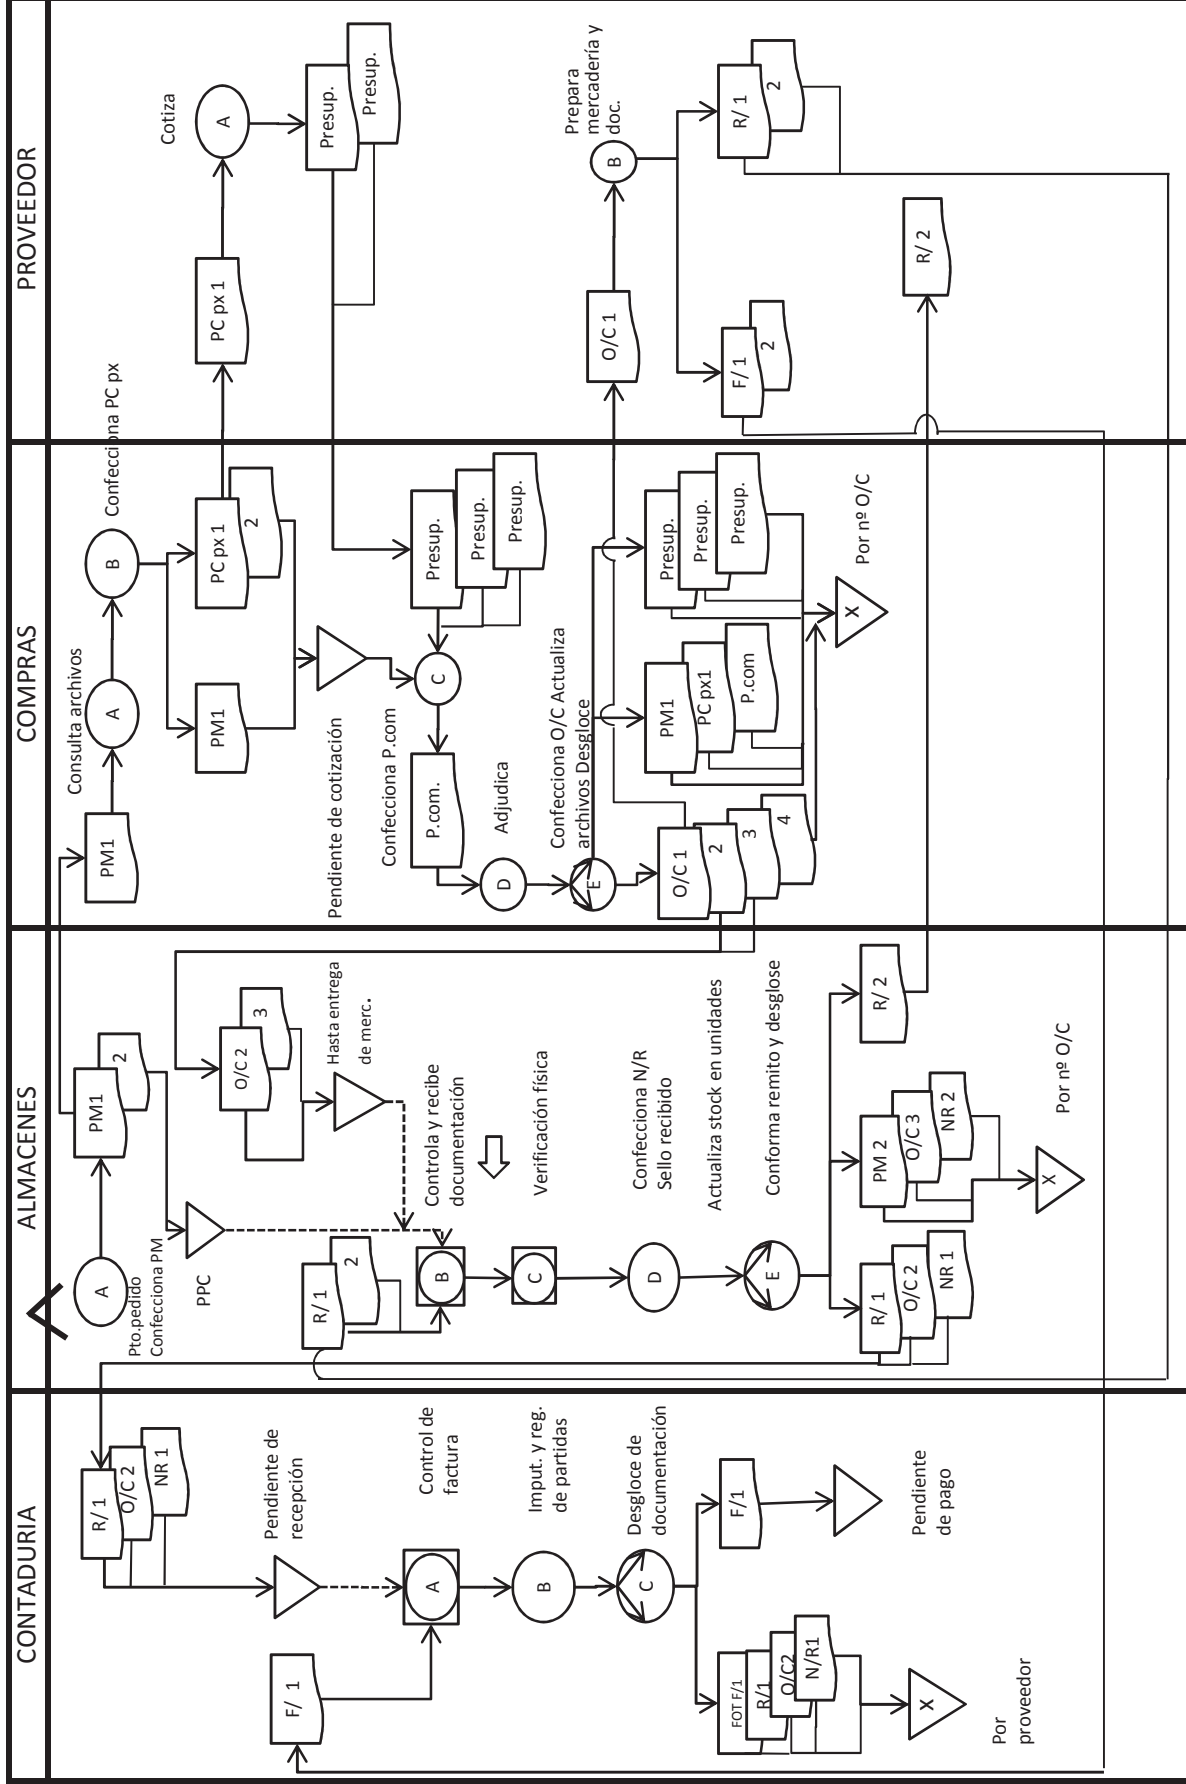 CONTADURIA
ALMACENES
COMPRAS
PROVEEDOR
R/ 1
O/C 2
NR 1
Pendiente de
recepción
F/ 1
A
Control de
factura
B
Imput. y reg.
de partidas
C
Desgloce de
documentación
FOT F/1
R/1
O/C2
N/R1
F/1
X
Por
proveedor
Pendiente
de pago
A
Pto.pedido
Confecciona PM
PM1
2
PPC
O/C 2
3
Hasta entrega
de merc.
R/ 1
2
B
Controla y recibe
documentación
C
Verificación física
D
Confecciona N/R
Sello recibido
Actualiza stock en unidades
E
Conforma remito y desglose
R/ 1
O/C 2
NR 1
PM 2
O/C 3
NR 2
R/ 2
X
Por nº O/C
PM1
Consulta archivos
A
B
Confecciona PC px
PM1
PC px 1
2
Pendiente de cotización
Presup.
Presup.
Presup.
C
Confecciona P.com
P.com.
D
Adjudica
E
Confecciona O/C Actualiza
archivos Desgloce
O/C 1
2
3
4
PM1
PC px1
P.com
Presup.
Presup.
Presup.
X
Por nº O/C
PC px 1
Cotiza
A
Presup.
Presup.
O/C 1
B
Prepara
mercadería y
doc.
F/ 1
2
R/ 1
2
R/ 2